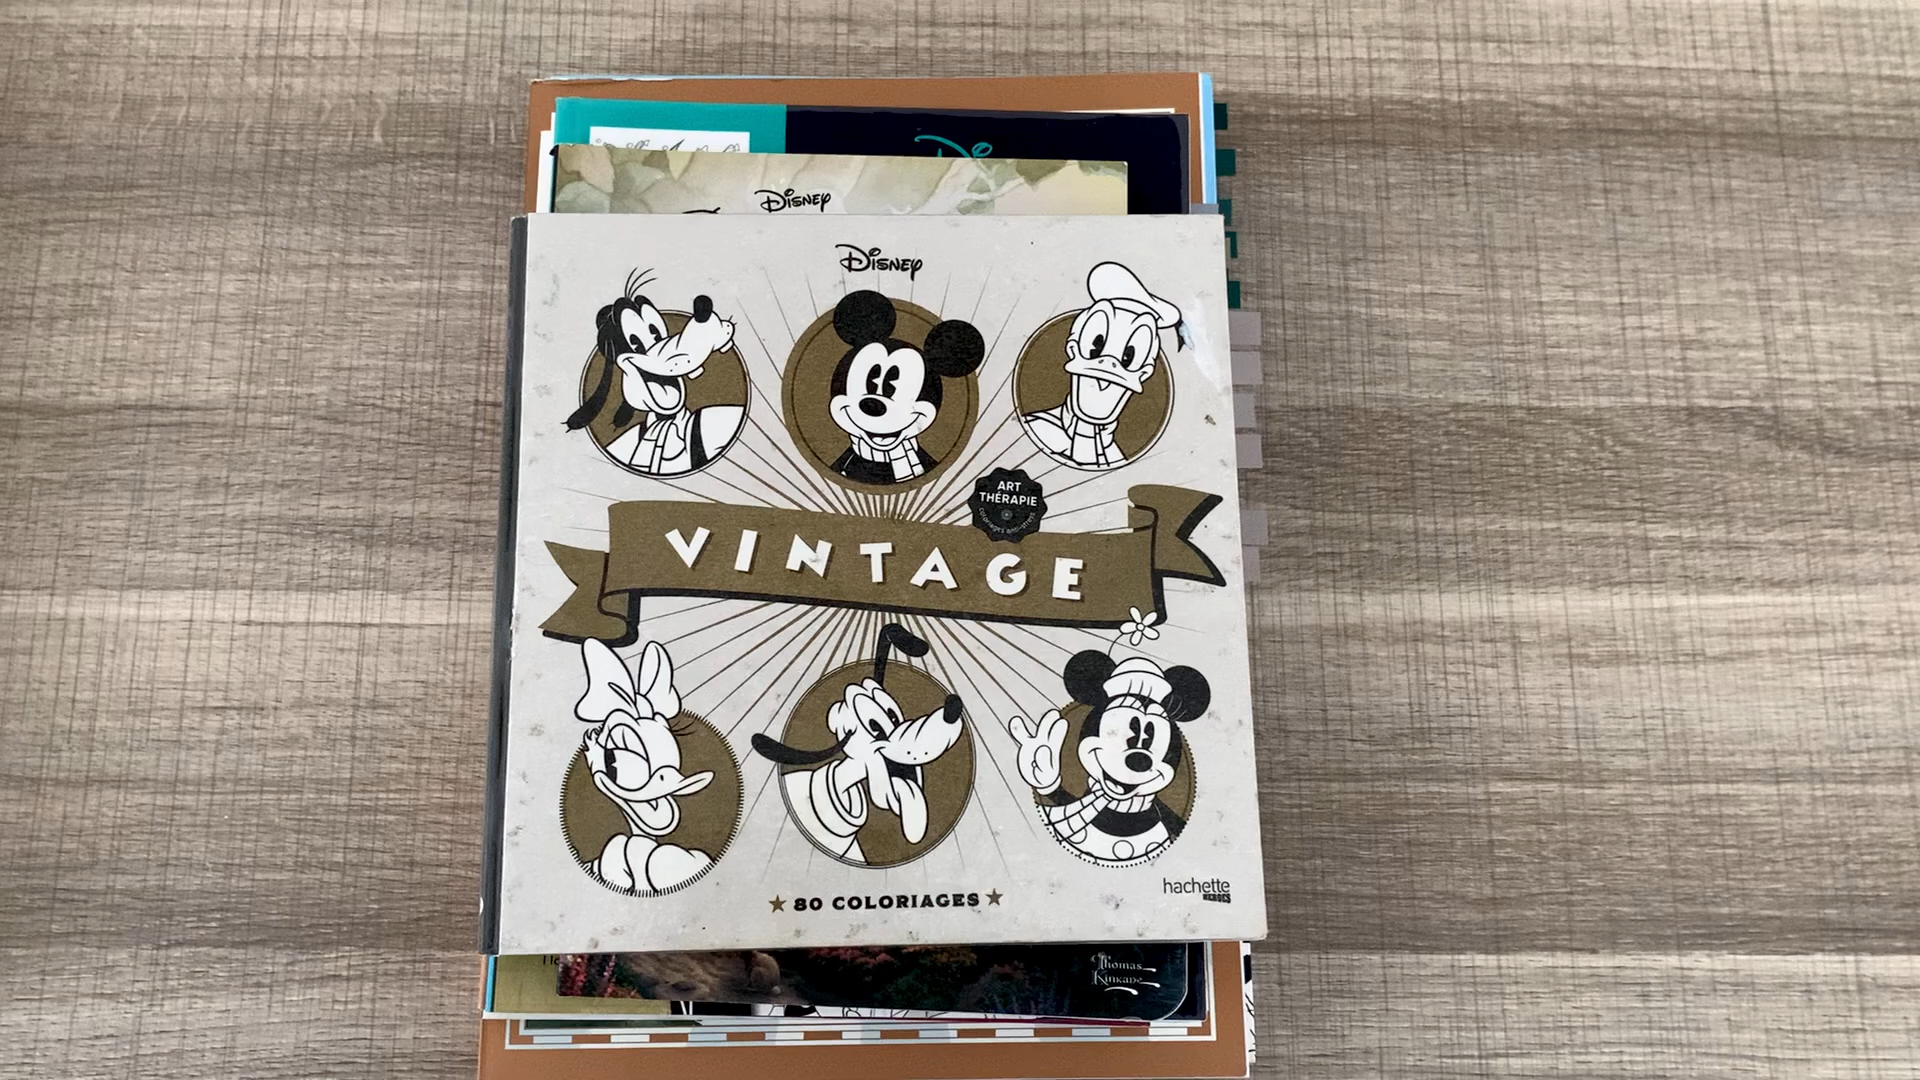 Disney
Disney
Disney
ART
THÉRAPIE
coloriages anti-stress
VINTAGE
80 COLORIAGES
hachette
HEROES
Thomas
Kinkade